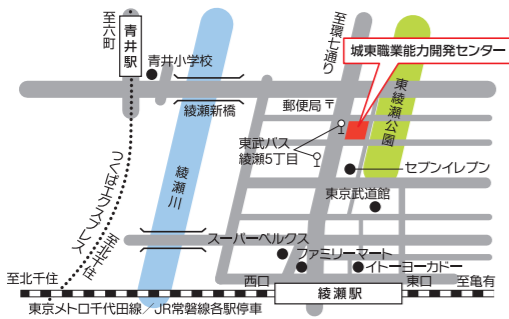 至六町
青井駅
青井小学校
至環七通り
城東職業能力開発センター
東綾瀬公園
綾瀬新橋
郵便局〒
東武バス
綾瀬5丁目
セブンイレブン
東京武道館
綾瀬川
つくばエクスプレス
至北千住
スーパーベルクス
ファミリーマート
イトーヨーカドー
至北千住
西口
綾瀬駅
東口
至亀有
東京メトロ千代田線／JR常磐線各駅停車